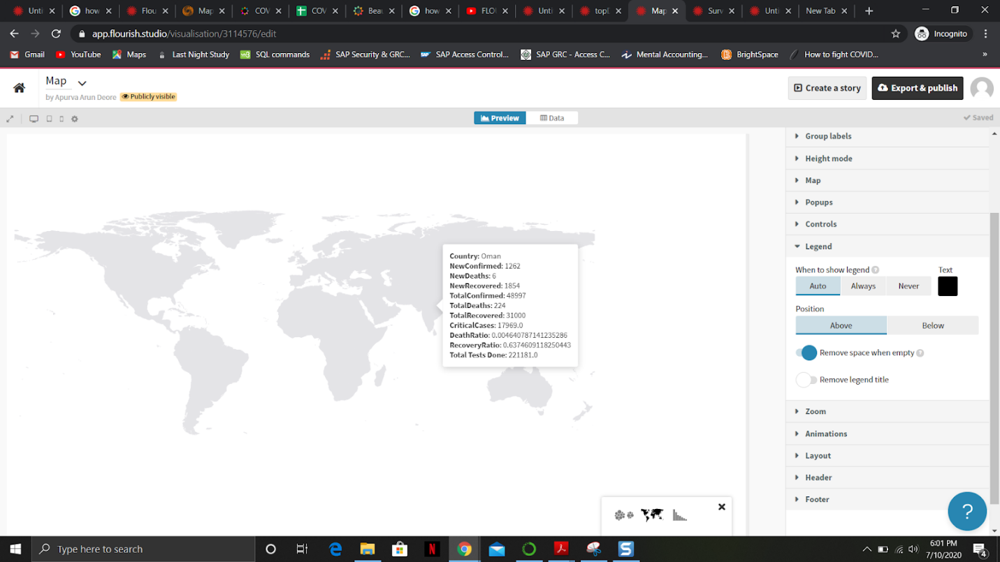 Unti
how
Flou
Map
COV
COV
Beau
how
FLO
Unti
topD
Map
Surv
Unti
New Tab
app.flourish.studio/visualisation/3114576/edit
Incognito
Gmail
YouTube
Maps
Last Night Study
SQL commands
SAP Security & GRC...
SAP Access Control...
SAP GRC - Access C...
Mental Accounting...
BrightSpace
How to fight COVID...
»
Map
by Apurva Arun Deore
Publicly visible
Create a story
Export & publish
Preview
Data
Saved
Group labels
Height mode
Map
Popups
Controls
Legend
When to show legend ?
Text
Auto
Always
Never
Position
Above
Below
Remove space when empty ?
Remove legend title
Zoom
Animations
Layout
Header
Footer
?
Country: Oman
NewConfirmed: 1262
NewDeaths: 6
NewRecovered: 1854
TotalConfirmed: 48997
TotalDeaths: 224
TotalRecovered: 31000
CriticalCases: 17969.0
DeathRatio: 0.004640787141235286
RecoveryRatio: 0.6374609118250443
Total Tests Done: 221181.0
Type here to search
6:01 PM
7/10/2020
4